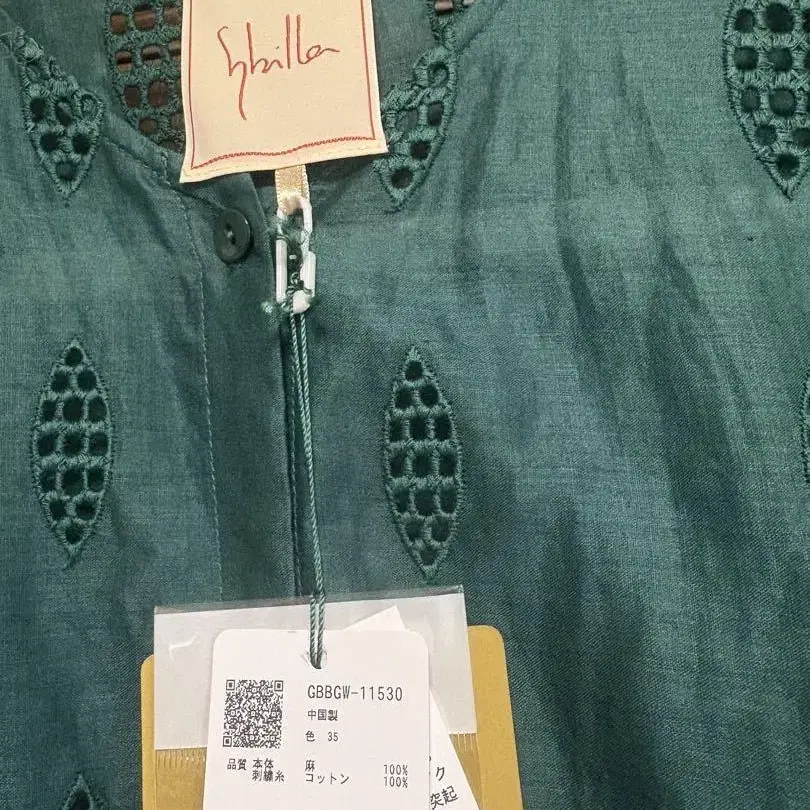 Sybilla
GBBGW-11530
中国製
色 35
品質 本体 麻 100%
刺繍糸 コットン 100%
ク
突起